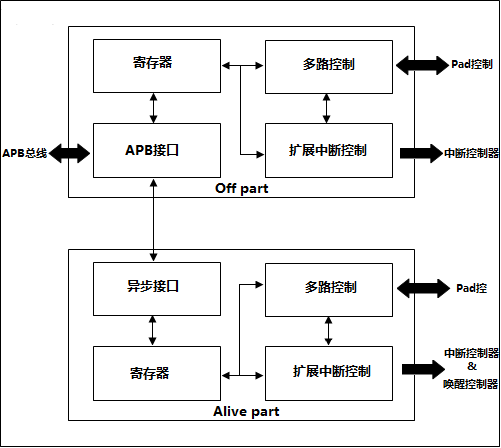 寄存器
多路控制
Pad控制
APB总线
APB接口
扩展中断控制
中断控制器
Off part
异步接口
多路控制
Pad控
寄存器
扩展中断控制
中断控制器
&
唤醒控制器
Alive part